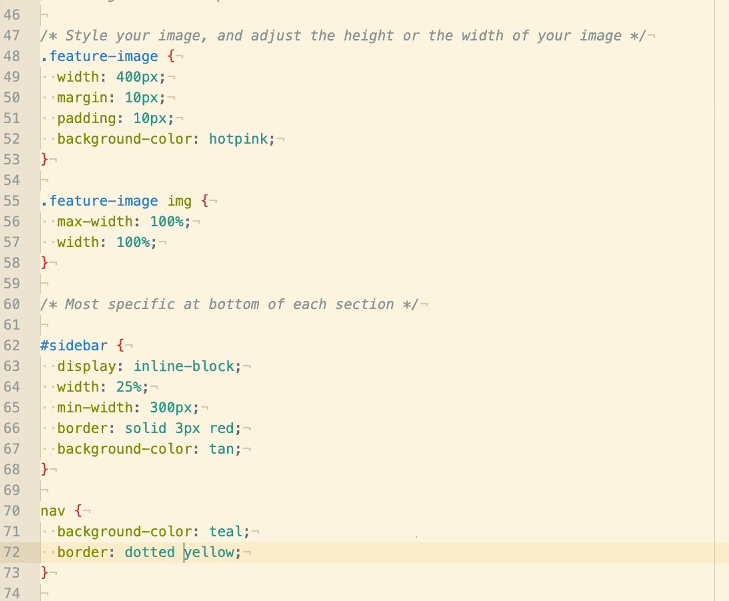 46
47 /* Style your image, and adjust the height or the width of your image */¬
48 .feature-image {¬
49 ··width: 400px;¬
50 ··margin: 10px;¬
51 ··padding: 10px;¬
52 ··background-color: hotpink;¬
53 }¬
54 ¬
55 .feature-image img {¬
56 ··max-width: 100%;¬
57 ··width: 100%;¬
58 }¬
59 ¬
60 /* Most specific at bottom of each section */¬
61 ¬
62 #sidebar {¬
63 ··display: inline-block;¬
64 ··width: 25%;¬
65 ··min-width: 300px;¬
66 ··border: solid 3px red;¬
67 ··background-color: tan;¬
68 }¬
69 ¬
70 nav {¬
71 ··background-color: teal;¬
72 ··border: dotted yellow;¬
73 }¬
74 ¬